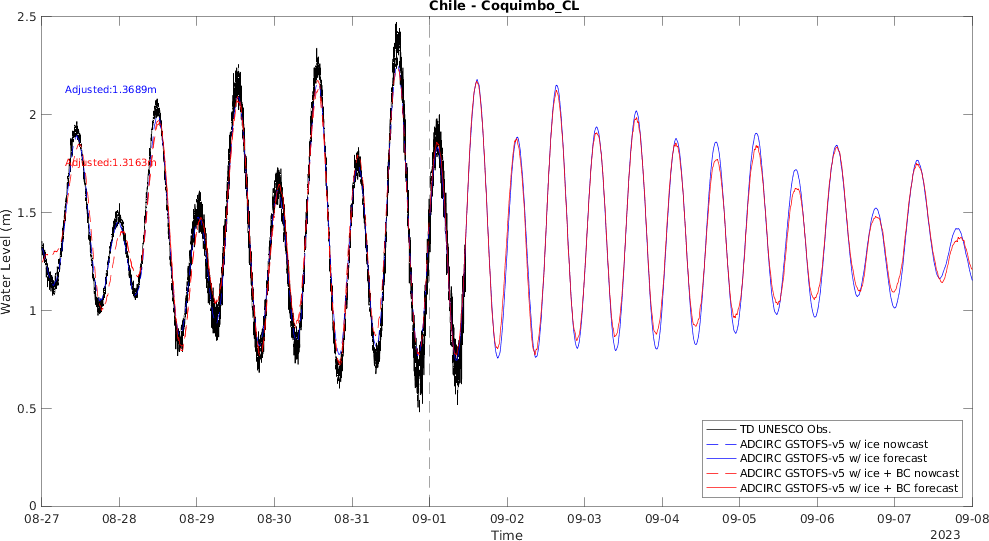 Chile - Coquimbo_CL
2.5
2
1.5
1
0.5
0
Water Level (m)
Adjusted:1.3689m
Adjusted:1.3163m
TD UNESCO Obs.
ADCIRC GSTOFS-v5 w/ ice nowcast
ADCIRC GSTOFS-v5 w/ ice forecast
ADCIRC GSTOFS-v5 w/ ice + BC nowcast
ADCIRC GSTOFS-v5 w/ ice + BC forecast
08-27 08-28 08-29 08-30 08-31 09-01 09-02 09-03 09-04 09-05 09-06 09-07 09-08
Time
2023